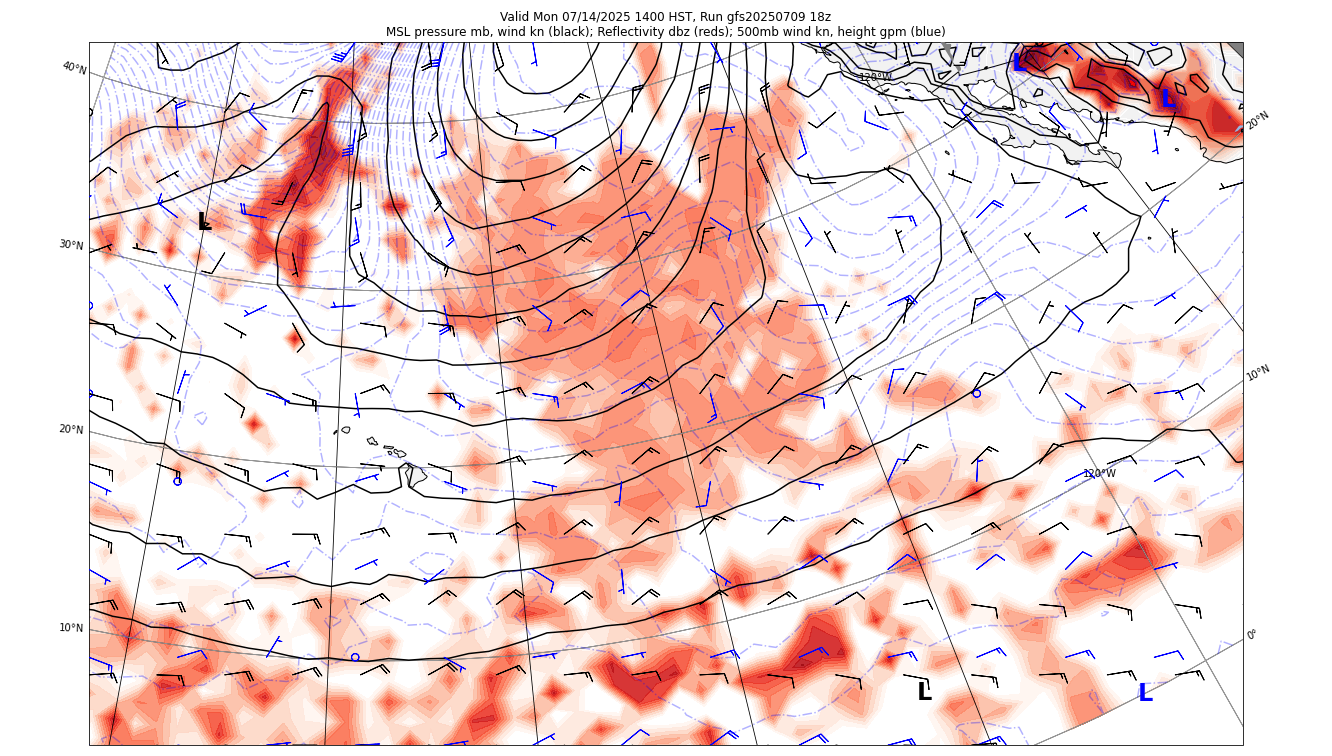 Valid Mon 07/14/2025 1400 HST, Run gfs20250709 18z
MSL pressure mb, wind kn (black); Reflectivity dbz (reds); 500mb wind kn, height gpm (blue)
40°N
120°W
L
L
20°N
L
30°N
10°N
20°N
120°W
10°N
0°
L
L